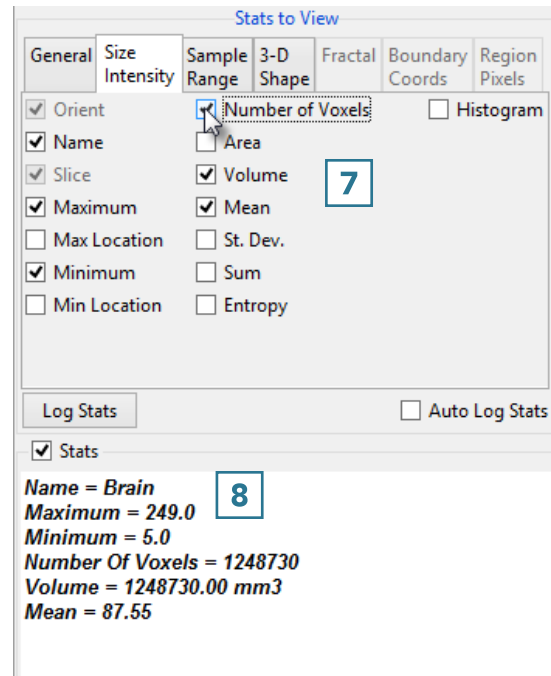 Stats to View
General Size Intensity Sample Range 3-D Shape Fractal Boundary Coords Region Pixels
Orient Number of Voxels Histogram
Name Area
Slice Volume
7
Maximum Mean
Max Location St. Dev.
Minimum Sum
Min Location Entropy
Log Stats Auto Log Stats
Stats
Name = Brain
8
Maximum = 249.0
Minimum = 5.0
Number Of Voxels = 1248730
Volume = 1248730.00 mm3
Mean = 87.55